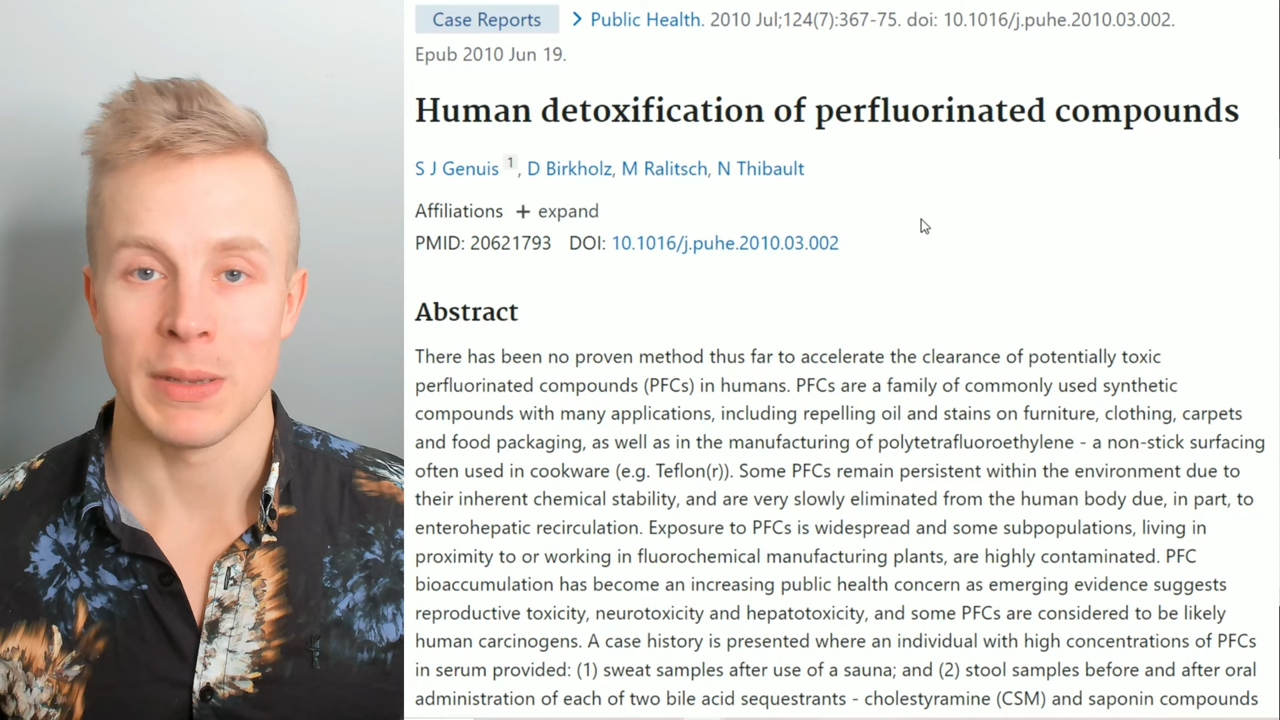 Case Reports > Public Health. 2010 Jul;124(7):367-75. doi: 10.1016/j.puhe.2010.03.002.
Epub 2010 Jun 19.
Human detoxification of perfluorinated compounds
S J Genuis 1, D Birkholz, M Ralitsch, N Thibault
Affiliations + expand
PMID: 20621793 DOI: 10.1016/j.puhe.2010.03.002
Abstract
There has been no proven method thus far to accelerate the clearance of potentially toxic
perfluorinated compounds (PFCs) in humans. PFCs are a family of commonly used synthetic
compounds with many applications, including repelling oil and stains on furniture, clothing, carpets
and food packaging, as well as in the manufacturing of polytetrafluoroethylene - a non-stick surfacing
often used in cookware (e.g. Teflon(r)). Some PFCs remain persistent within the environment due to
their inherent chemical stability, and are very slowly eliminated from the human body due, in part, to
enterohepatic recirculation. Exposure to PFCs is widespread and some subpopulations, living in
proximity to or working in fluorochemical manufacturing plants, are highly contaminated. PFC
bioaccumulation has become an increasing public health concern as emerging evidence suggests
reproductive toxicity, neurotoxicity and hepatotoxicity, and some PFCs are considered to be likely
human carcinogens. A case history is presented where an individual with high concentrations of PFCs
in serum provided: (1) sweat samples after use of a sauna; and (2) stool samples before and after oral
administration of each of two bile acid sequestrants - cholestyramine (CSM) and saponin compounds